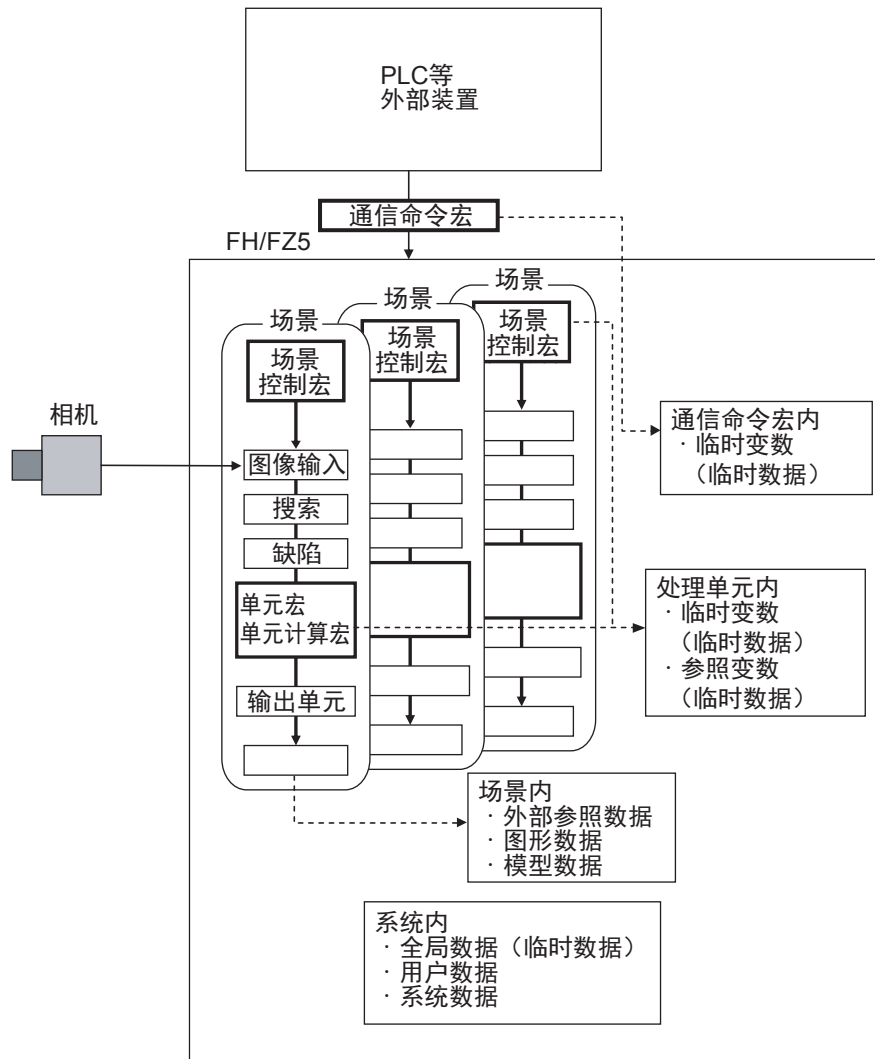 PLC等
外部装置
通信命令宏
FH/FZ5
场景
场景
场景
场景
控制宏
场景
控制宏
场景
控制宏
相机
图像输入
搜索
缺陷
单元宏
单元计算宏
输出单元
通信命令宏内
· 临时变数
(临时数据)
处理单元内
· 临时变数
(临时数据)
· 参照变数
(临时数据)
场景内
· 外部参照数据
· 图形数据
· 模型数据
系统内
· 全局数据（临时数据）
· 用户数据
· 系统数据